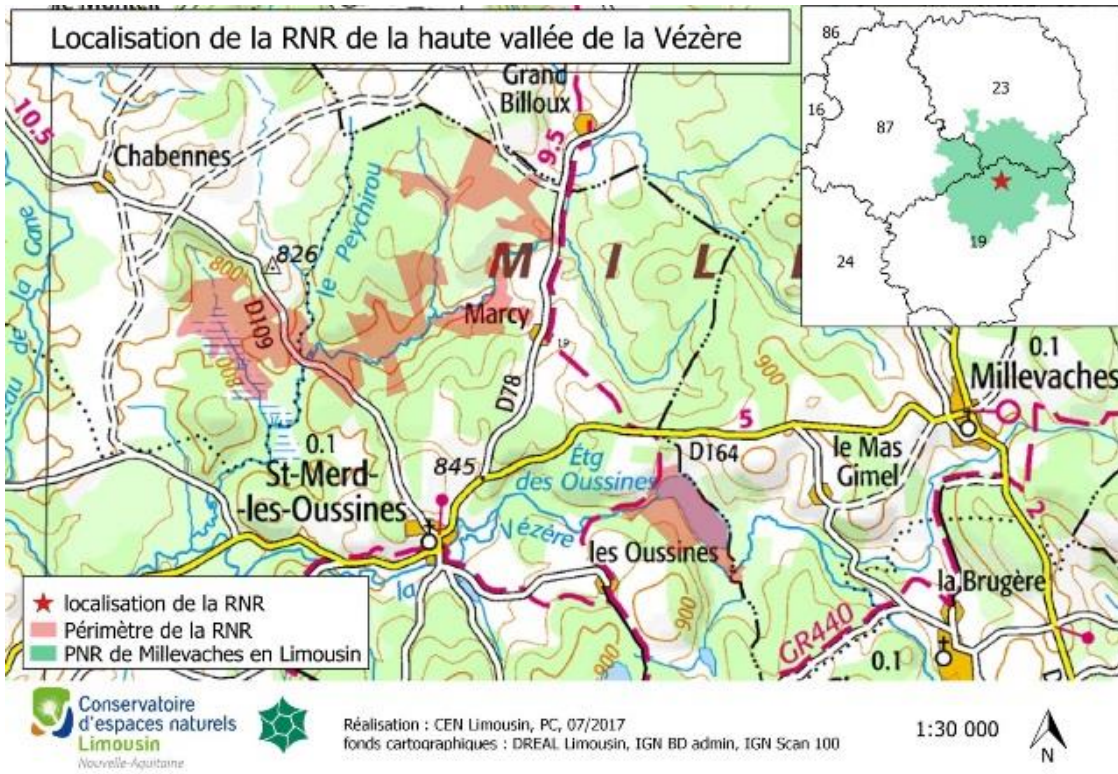 Localisation de la RNR de la haute vallée de la Vézère
86
23
16
87
24
19
10.5
Chabennes
Grand
Billoux
9.5
le Peychirou
826
800
D109
800
M I L
Marcy
D78
900
0.1
Millevaches
5
D164
le Mas
Gimel
0.1
St-Merd-
-les-Oussines
845
Étg
des Oussines
Vézère
les Oussines
2
la Brugère
la
900
900
GR440
0.1
localisation de la RNR
Périmètre de la RNR
PNR de Millevaches en Limousin
Conservatoire
d'espaces naturels
Limousin
Nouvelle-Aquitaine
Réalisation : CEN Limousin, PC, 07/2017
fonds cartographiques : DREAL Limousin, IGN BD admin, IGN Scan 100
1:30 000
N